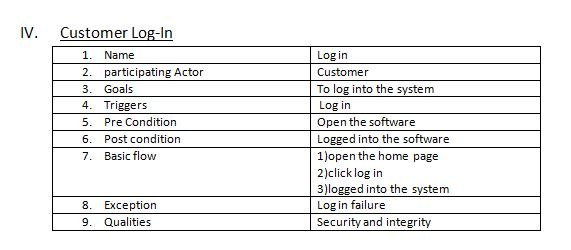 IV. Customer Log-In
1. Name Log in
2. participating Actor Customer
3. Goals To log into the system
4. Triggers Log in
5. Pre Condition Open the software
6. Post condition Logged into the software
7. Basic flow 1)open the home page
2)click log in
3)logged into the system
8. Exception Log in failure
9. Qualities Security and integrity